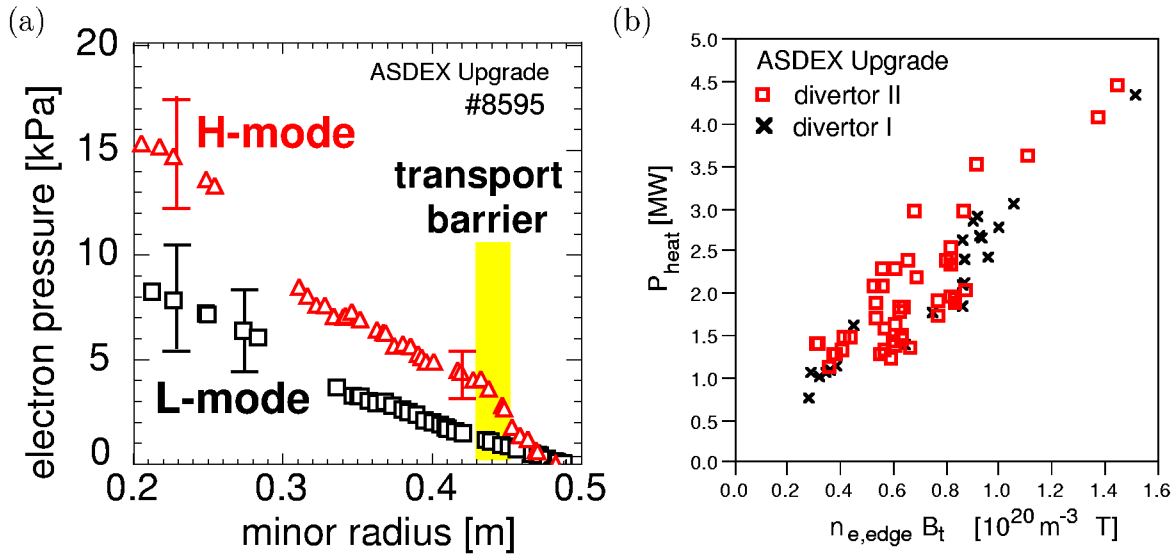 (a)
20
15
10
5
0
electron pressure [kPa]
ASDEX Upgrade
#8595
H-mode
transport
barrier
L-mode
0.2
0.3
0.4
0.5
minor radius [m]
(b)
5.0
4.5
4.0
3.5
3.0
2.5
2.0
1.5
1.0
0.5
0.0
P_heat [MW]
ASDEX Upgrade
divertor II
divertor I
0.0 0.2 0.4 0.6 0.8 1.0 1.2 1.4 1.6
n_e,edge B_t [10^20 m^-3 T]